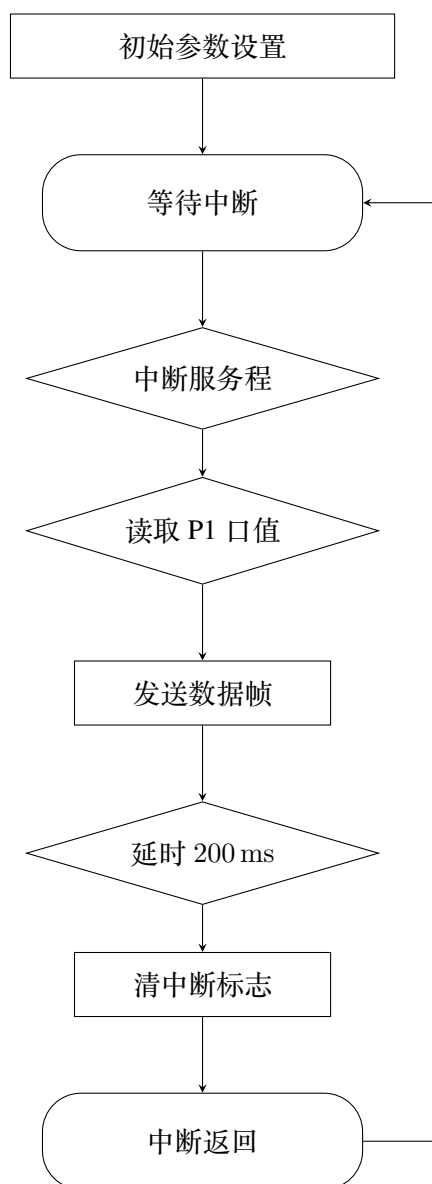 初始参数设置
等待中断
中断服务程
读取 P1 口值
发送数据帧
延时 200 ms
清中断标志
中断返回